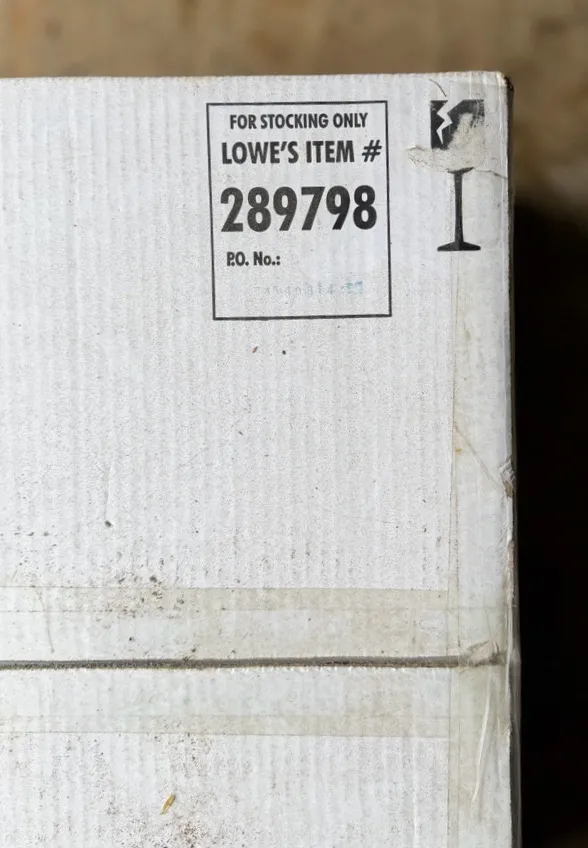 FOR STOCKING ONLY
LOWE'S ITEM #
289798
P.O. No.: